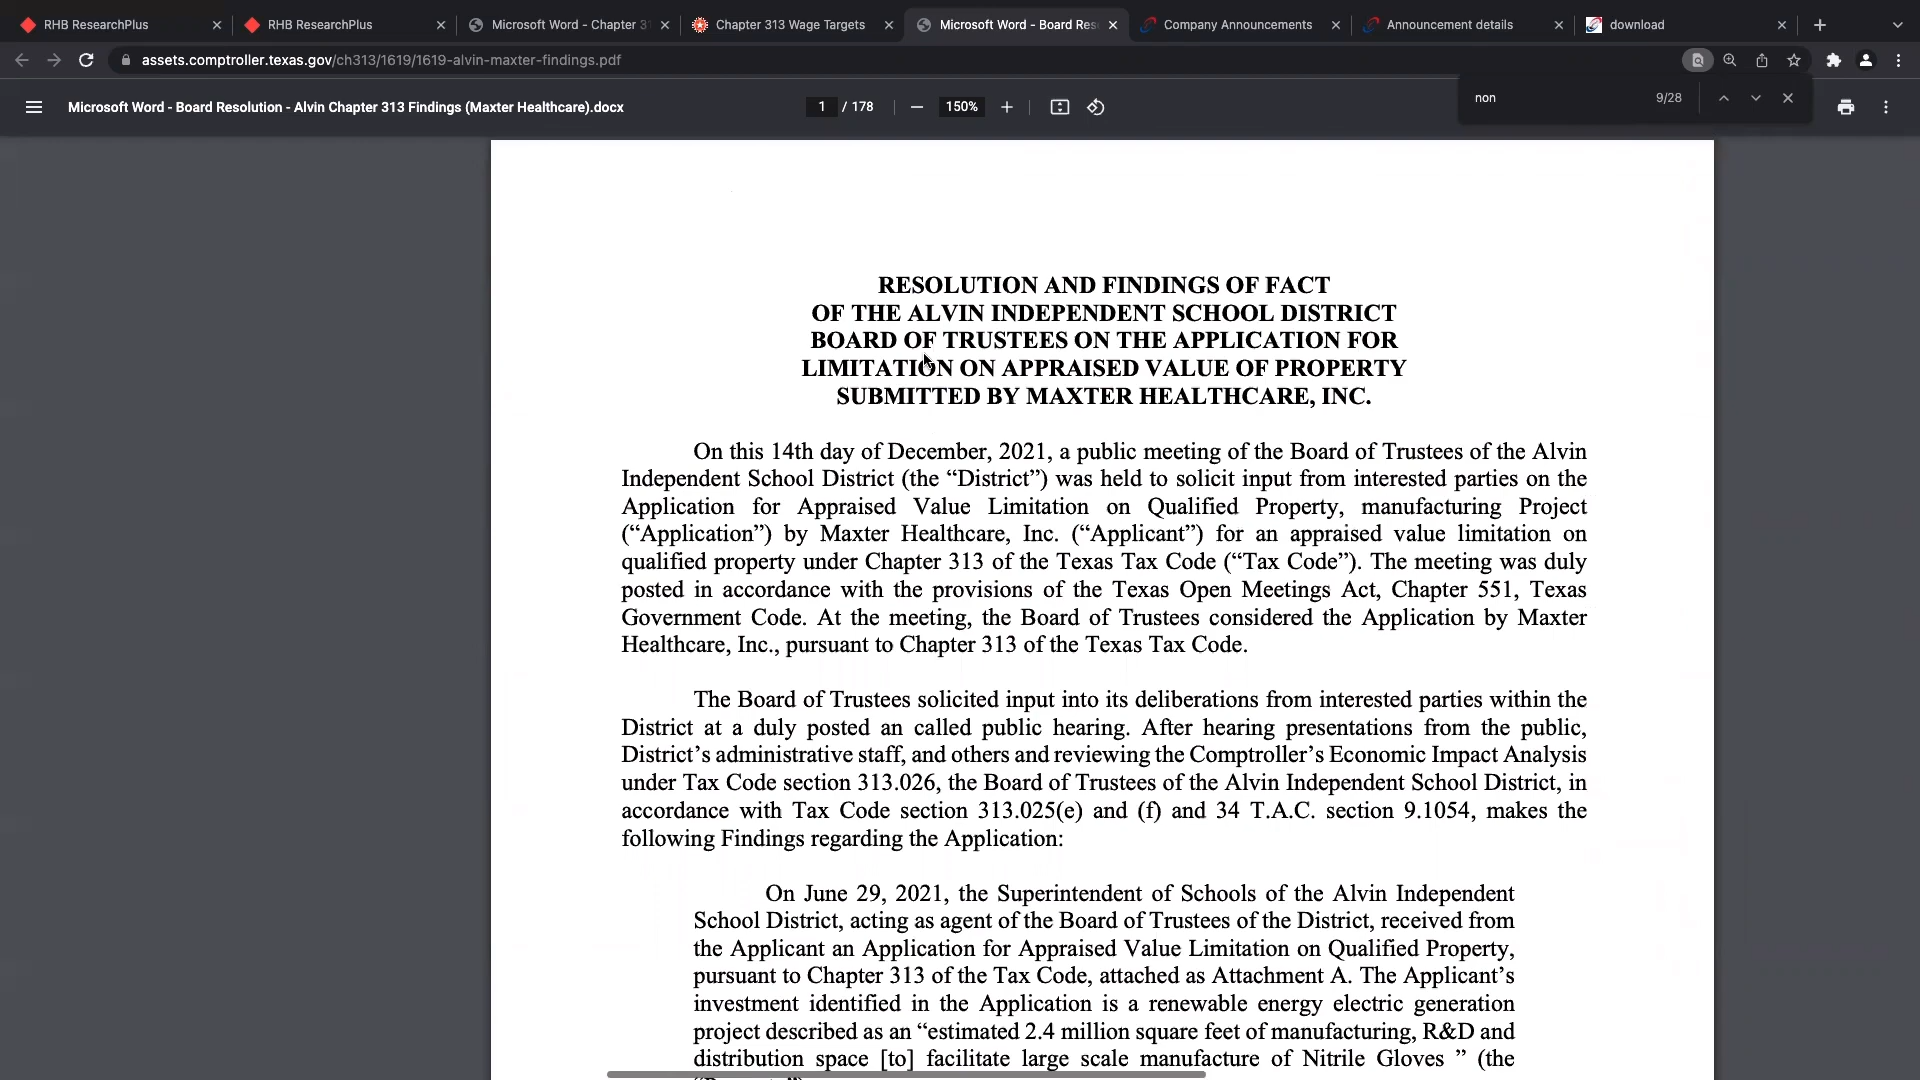 RHB ResearchPlus
RHB ResearchPlus
Microsoft Word - Chapter 3
Chapter 313 Wage Targets
Microsoft Word - Board Res
Company Announcements
Announcement details
download
assets.comptroller.texas.gov/ch313/1619/1619-alvin-maxter-findings.pdf
Microsoft Word - Board Resolution - Alvin Chapter 313 Findings (Maxter Healthcare).docx
1 / 178
150%
non
9/28
RESOLUTION AND FINDINGS OF FACT
OF THE ALVIN INDEPENDENT SCHOOL DISTRICT
BOARD OF TRUSTEES ON THE APPLICATION FOR
LIMITATION ON APPRAISED VALUE OF PROPERTY
SUBMITTED BY MAXTER HEALTHCARE, INC.
On this 14th day of December, 2021, a public meeting of the Board of Trustees of the Alvin
Independent School District (the “District”) was held to solicit input from interested parties on the
Application for Appraised Value Limitation on Qualified Property, manufacturing Project
(“Application”) by Maxter Healthcare, Inc. (“Applicant”) for an appraised value limitation on
qualified property under Chapter 313 of the Texas Tax Code (“Tax Code”). The meeting was duly
posted in accordance with the provisions of the Texas Open Meetings Act, Chapter 551, Texas
Government Code. At the meeting, the Board of Trustees considered the Application by Maxter
Healthcare, Inc., pursuant to Chapter 313 of the Texas Tax Code.
The Board of Trustees solicited input into its deliberations from interested parties within the
District at a duly posted an called public hearing. After hearing presentations from the public,
District’s administrative staff, and others and reviewing the Comptroller’s Economic Impact Analysis
under Tax Code section 313.026, the Board of Trustees of the Alvin Independent School District, in
accordance with Tax Code section 313.025(e) and (f) and 34 T.A.C. section 9.1054, makes the
following Findings regarding the Application:
On June 29, 2021, the Superintendent of Schools of the Alvin Independent
School District, acting as agent of the Board of Trustees of the District, received from
the Applicant an Application for Appraised Value Limitation on Qualified Property,
pursuant to Chapter 313 of the Tax Code, attached as Attachment A. The Applicant’s
investment identified in the Application is a renewable energy electric generation
project described as an “estimated 2.4 million square feet of manufacturing, R&D and
distribution space [to] facilitate large scale manufacture of Nitrile Gloves ” (the